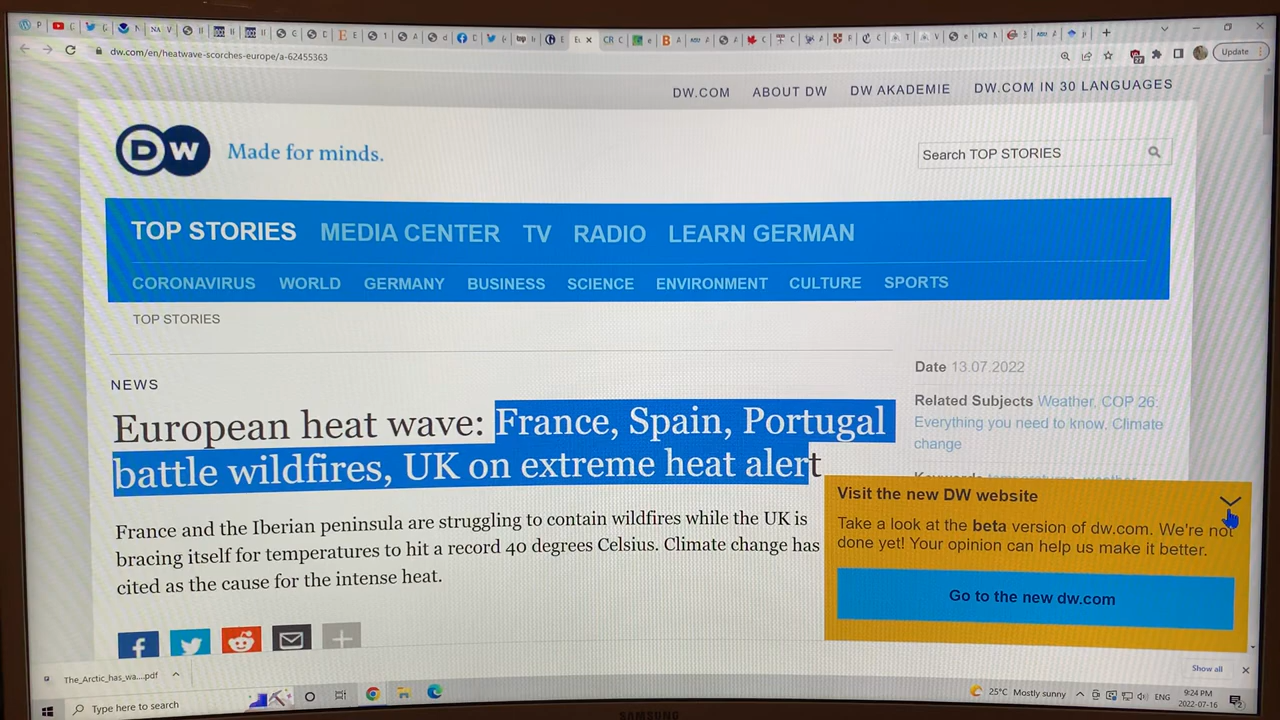 dw.com/en/heatwave-scorches-europe/a-62455363
Update
27
DW.COM ABOUT DW DW AKADEMIE DW.COM IN 30 LANGUAGES
DW Made for minds.
Search TOP STORIES
TOP STORIES MEDIA CENTER TV RADIO LEARN GERMAN
CORONAVIRUS WORLD GERMANY BUSINESS SCIENCE ENVIRONMENT CULTURE SPORTS
TOP STORIES
NEWS
European heat wave: France, Spain, Portugal
battle wildfires, UK on extreme heat alert
France and the Iberian peninsula are struggling to contain wildfires while the UK is
bracing itself for temperatures to hit a record 40 degrees Celsius. Climate change has
cited as the cause for the intense heat.
Date 13.07.2022
Related Subjects Weather, COP 26:
Everything you need to know, Climate
change
Visit the new DW website
Take a look at the beta version of dw.com. We're not
done yet! Your opinion can help us make it better.
Go to the new dw.com
The_Arctic_has_wa....pdf
Show all
Type here to search
25°C Mostly sunny
ENG
9:24 PM
2022-07-16
SAMSUNG